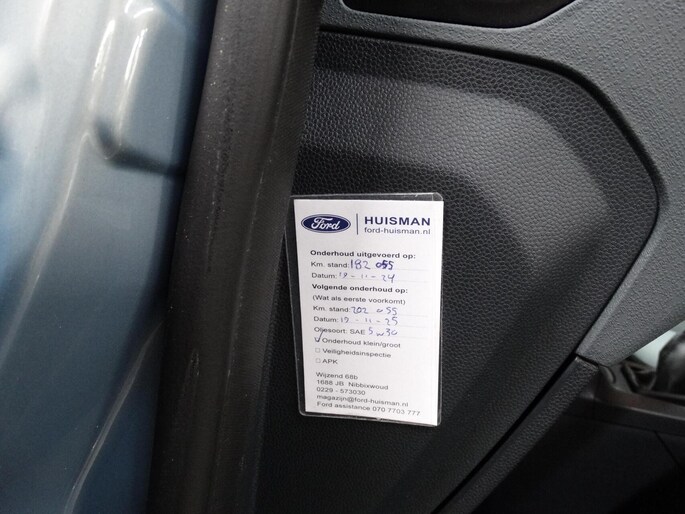 Ford HUISMAN
ford-huisman.nl
Onderhoud uitgevoerd op:
Km. stand: 182 055
Datum: 19 - 11 - 24
Volgende onderhoud op:
(Wat als eerste voorkomt)
Km. stand: 202 055
Datum: 19 - 11 - 25
Oliesoort: SAE 5w30
Onderhoud klein/groot
Veiligheidsinspectie
APK
Wijzend 68b
1688 JB Nibbixwoud
0229 - 573030
magazijn@ford-huisman.nl
Ford assistance 070 7703 777